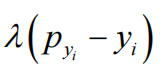 λ(p_{y_i} − y_i)